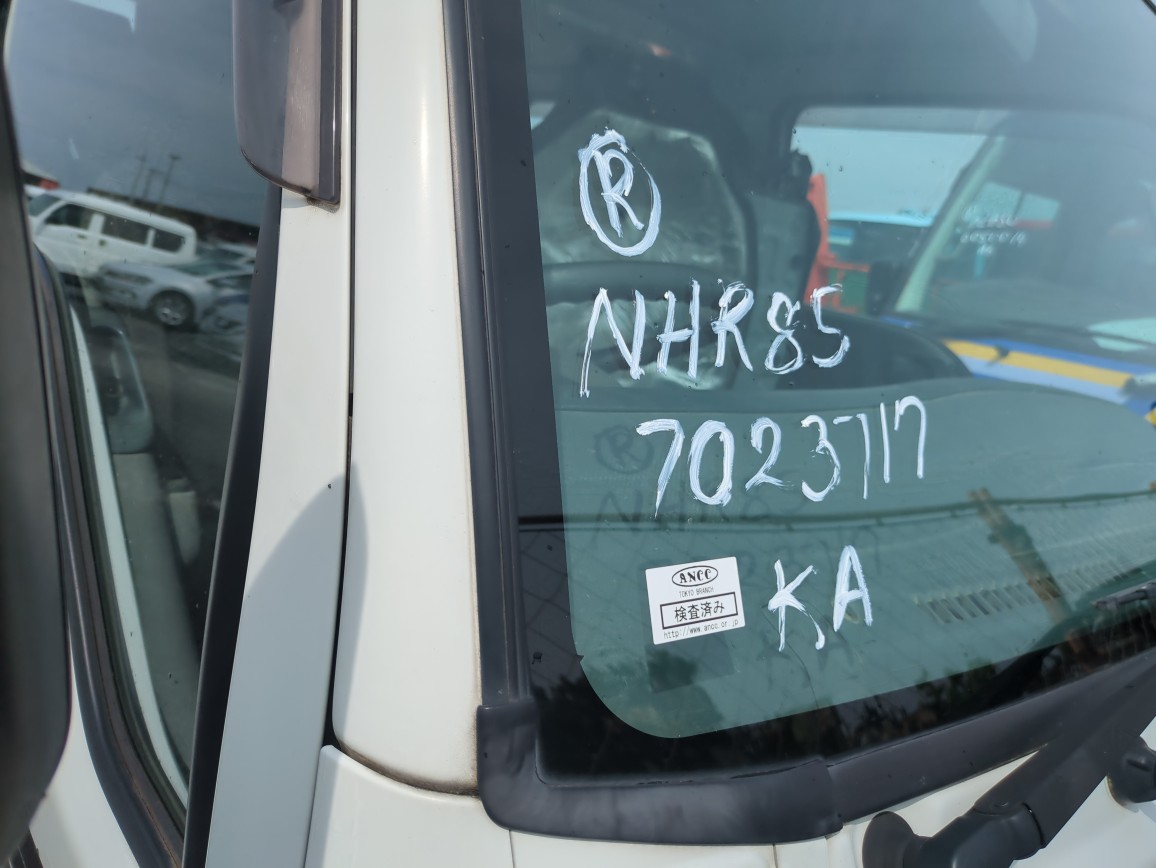 R
NHR85
7023717
ANCC
TOKYO BRANCH
検査済み
http://www.ancc.or.jp
KA